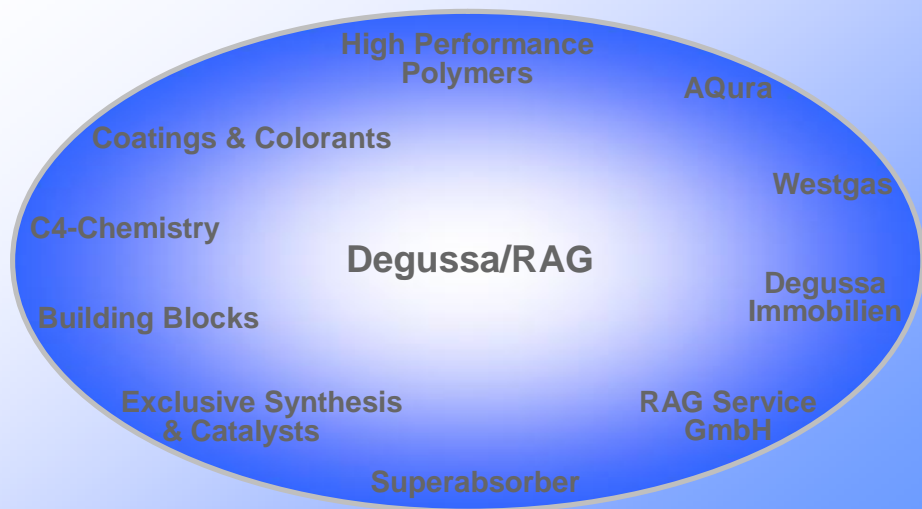 High Performance
Polymers
AQura
Coatings & Colorants
Westgas
C4-Chemistry
Degussa/RAG
Degussa
Immobilien
Building Blocks
Exclusive Synthesis
& Catalysts
RAG Service
GmbH
Superabsorber